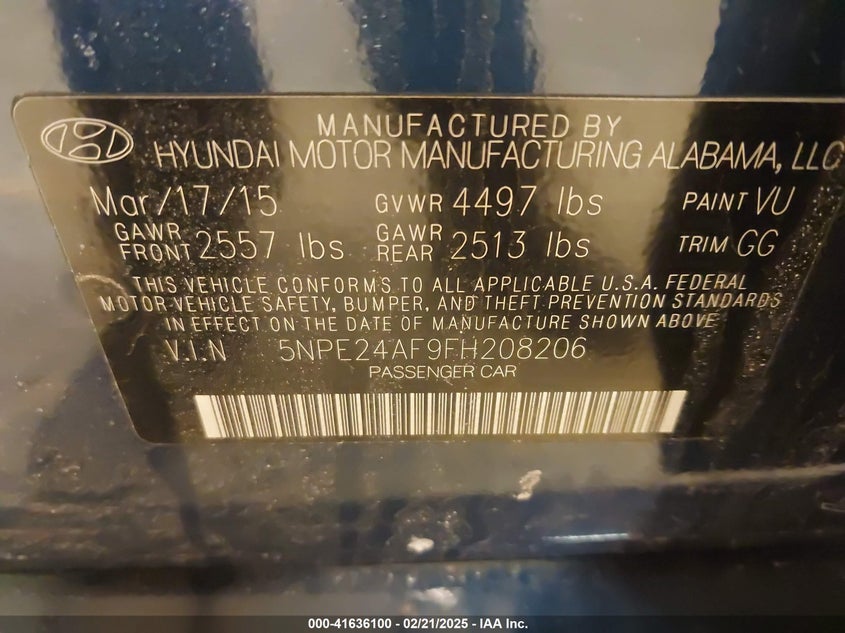 MANUFACTURED BY
HYUNDAI MOTOR MANUFACTURING ALABAMA, LLC
Mar/17/15 GVWR 4497 lbs PAINT VU
GAWR FRONT 2557 lbs GAWR REAR 2513 lbs TRIM GG
THIS VEHICLE CONFORMS TO ALL APPLICABLE U.S.A. FEDERAL
MOTOR VEHICLE SAFETY, BUMPER, AND THEFT PREVENTION STANDARDS
IN EFFECT ON THE DATE OF MANUFACTURE SHOWN ABOVE
V.I.N 5NPE24AF9FH208206
PASSENGER CAR
000-41636100 - 02/21/2025 - IAA Inc.